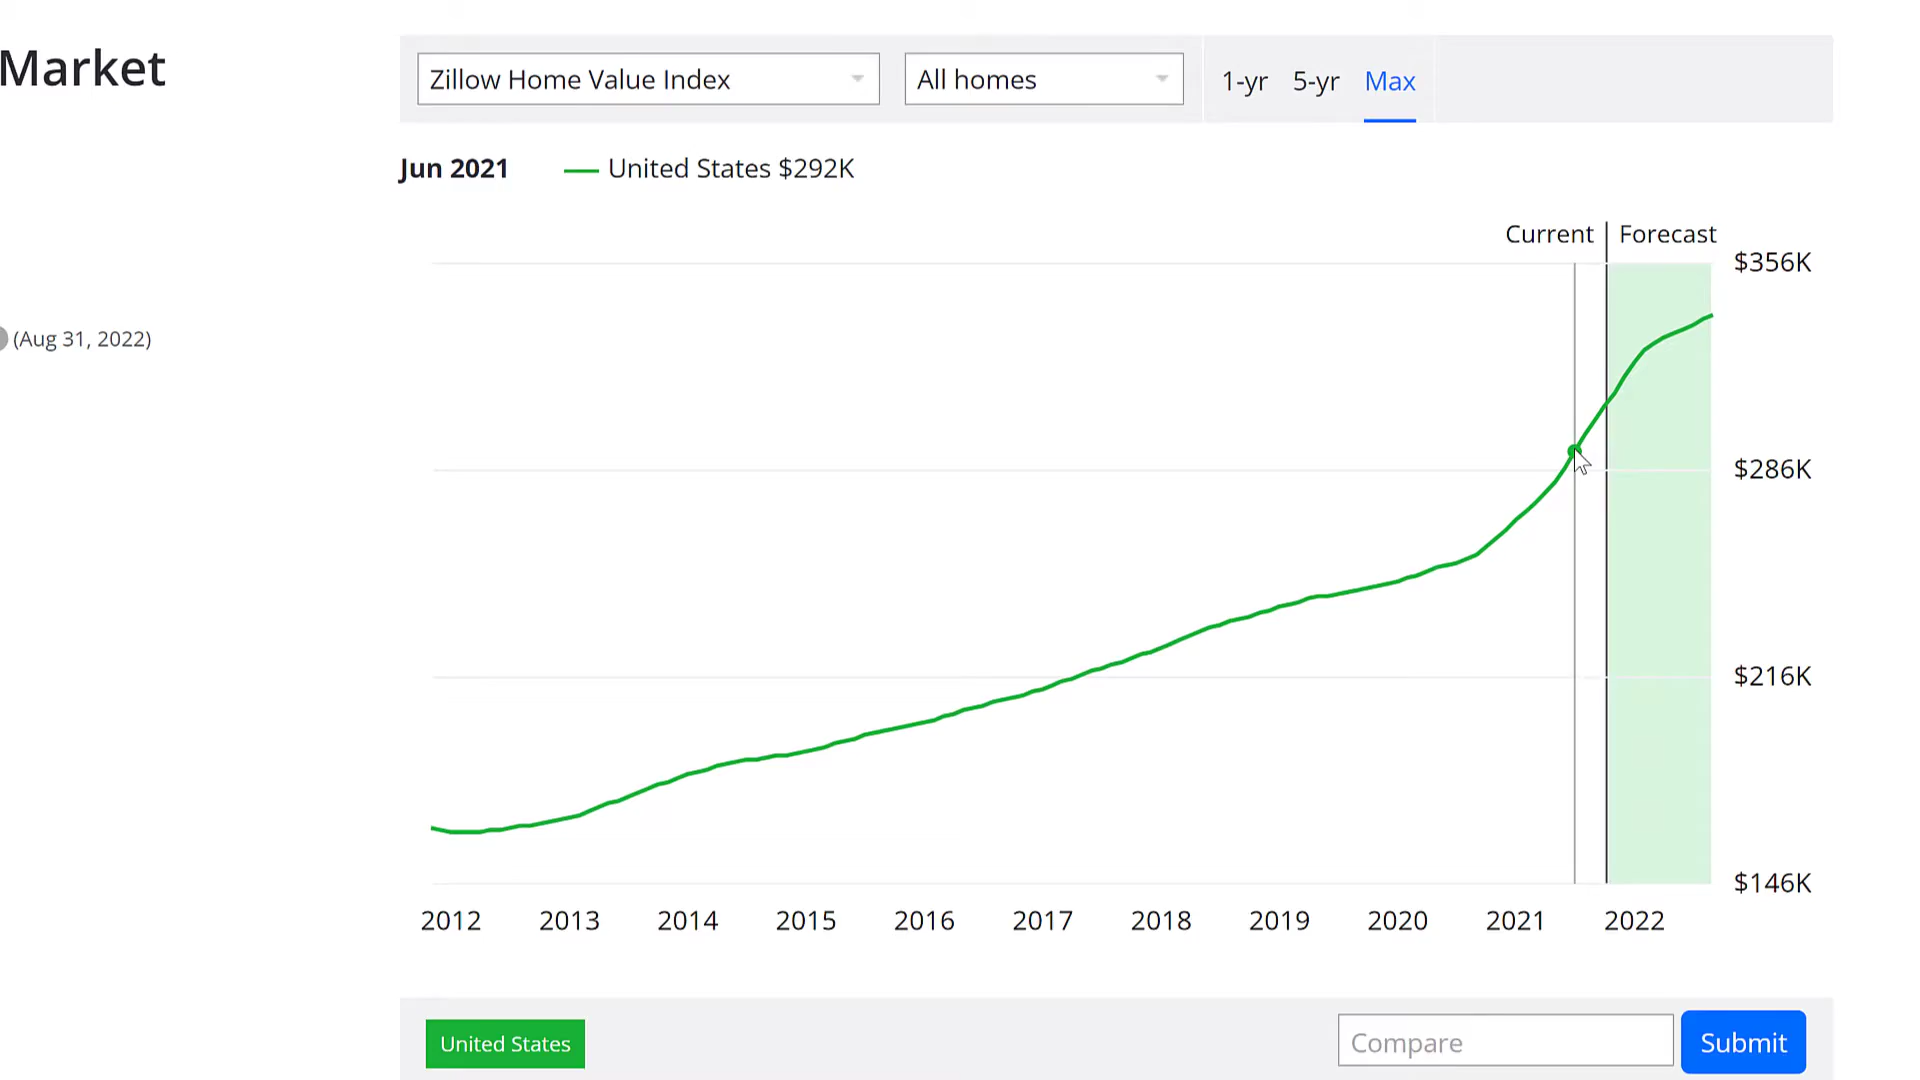 Market
Zillow Home Value Index
All homes
1-yr 5-yr Max
Jun 2021
United States $292K
Current Forecast
$356K
(Aug 31, 2022)
$286K
$216K
$146K
2012 2013 2014 2015 2016 2017 2018 2019 2020 2021 2022
United States
Compare
Submit